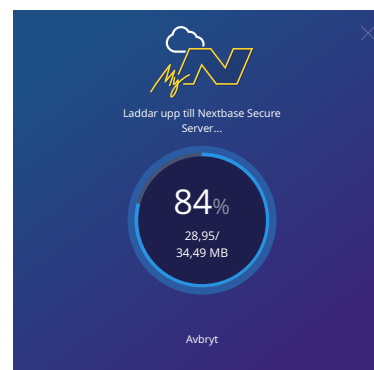 My N
Laddar upp till Nextbase Secure
Server...
84%
28,95/
34,49 MB
Avbryt